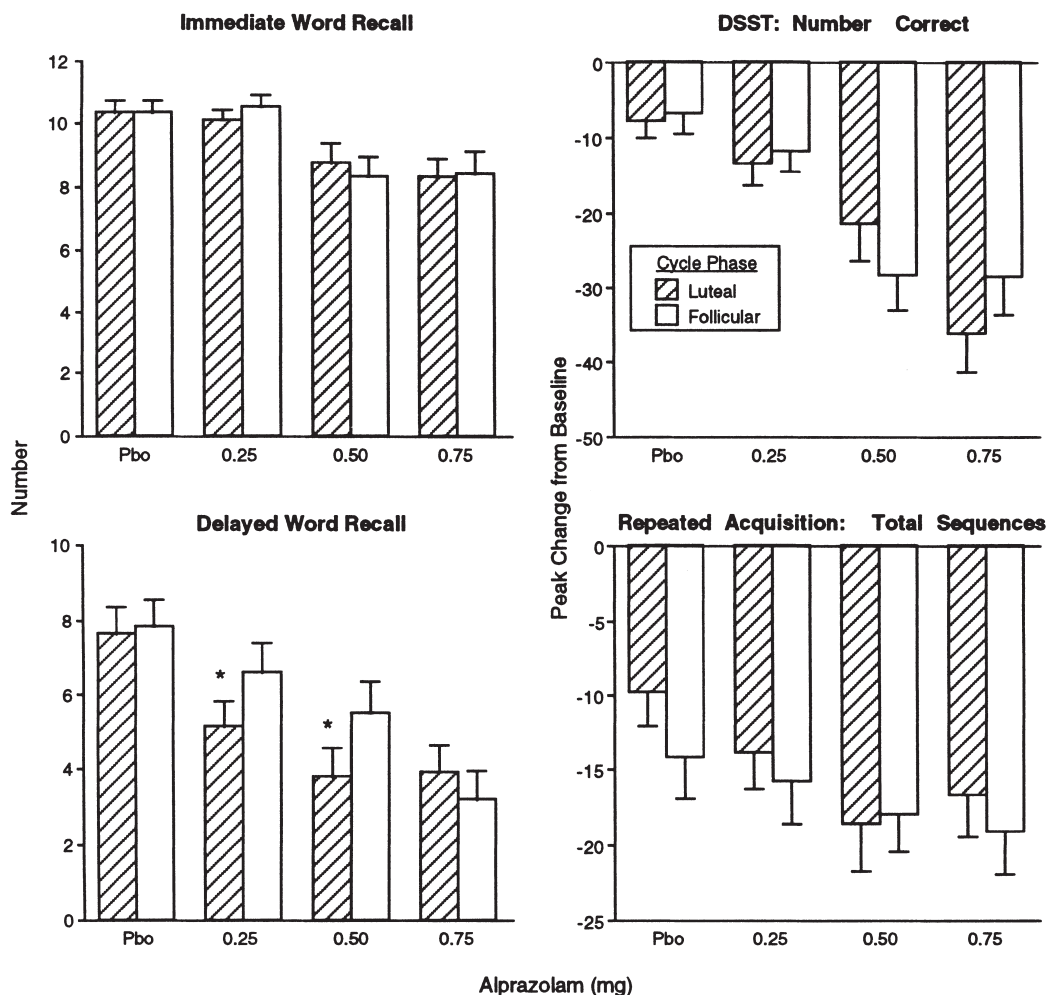 Immediate Word Recall
12
10
8
6
4
2
0
Pbo 0.25 0.50 0.75
DSST: Number Correct
0
-10
-20
-30
-40
-50
Cycle Phase
Luteal
Follicular
Pbo 0.25 0.50 0.75
Number
Peak Change from Baseline
Delayed Word Recall
10
8
6
4
2
0
* *
Pbo 0.25 0.50 0.75
Repeated Acquisition: Total Sequences
0
-5
-10
-15
-20
-25
Pbo 0.25 0.50 0.75
Alprazolam (mg)